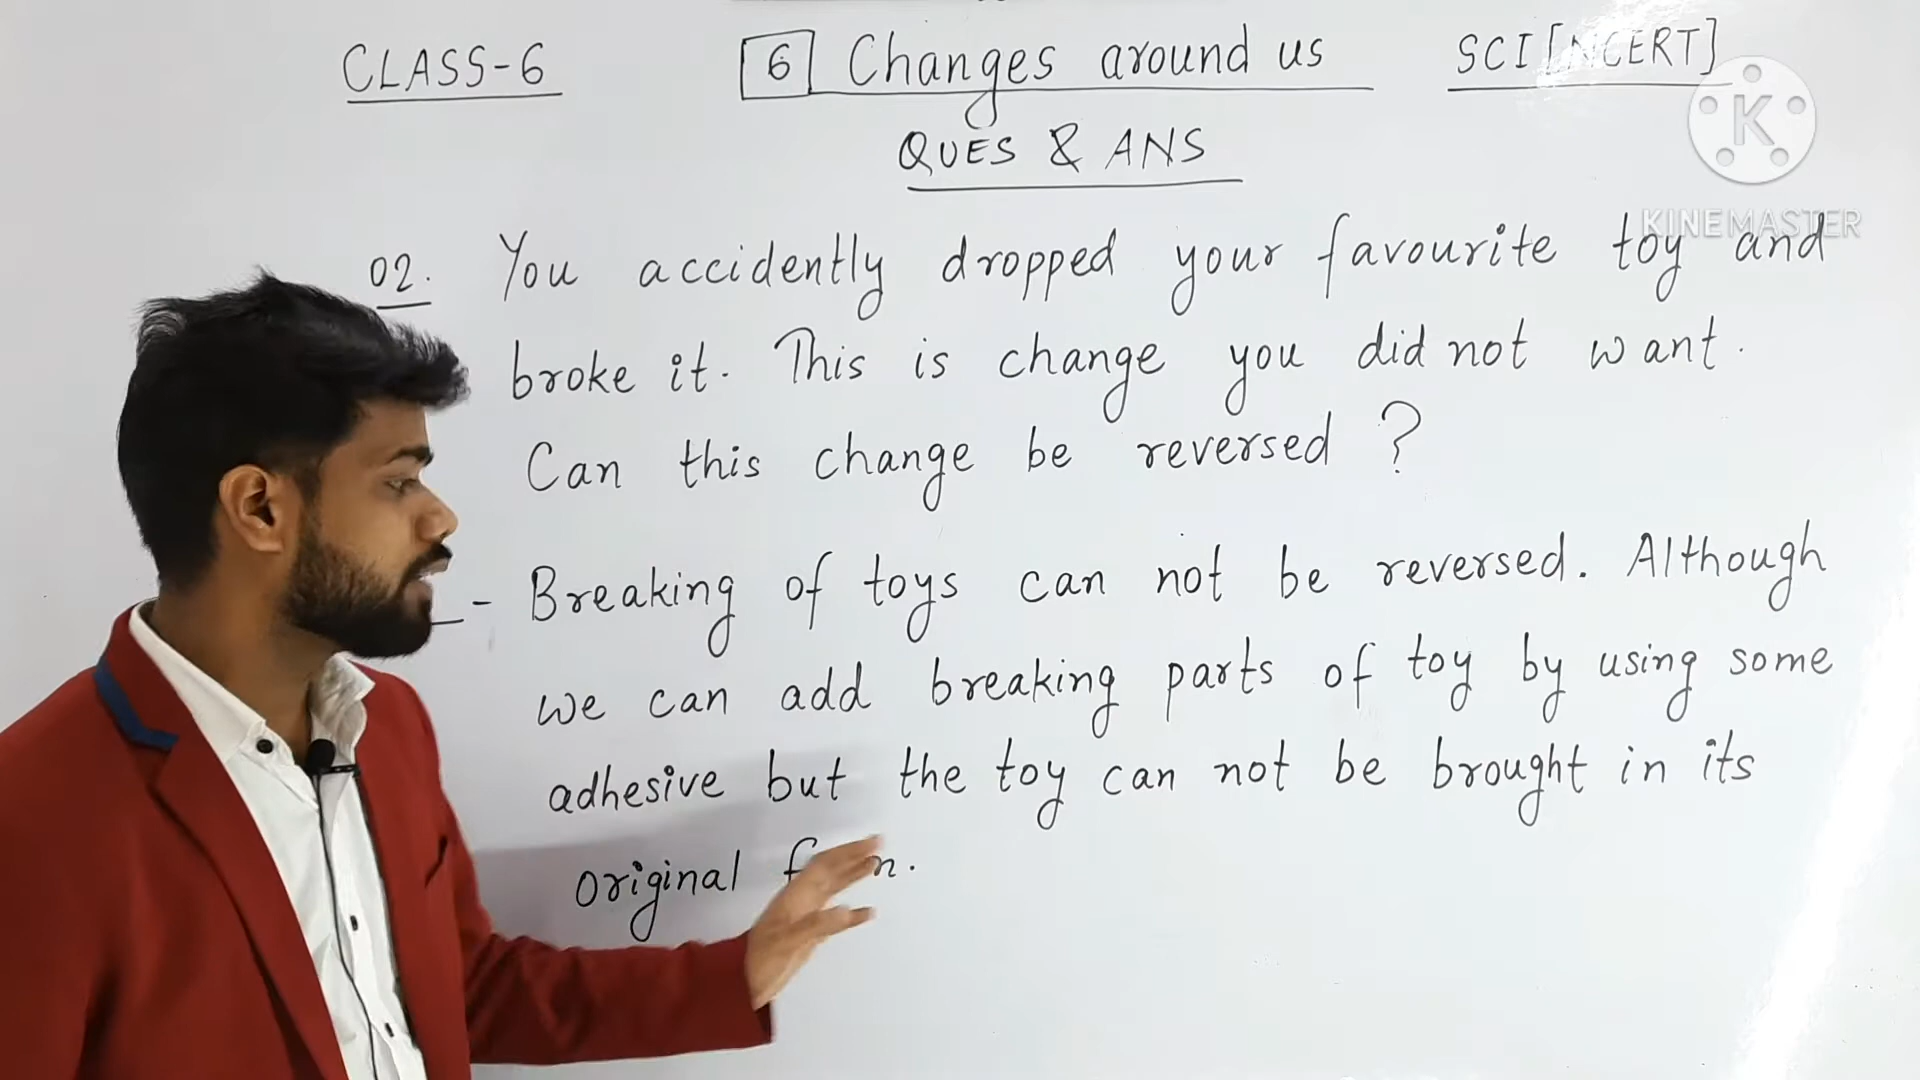 CLASS-6 6 Changes around us SCI [NCERT]
QUES & ANS
K
KINEMASTER
02. You accidently dropped your favourite toy and
broke it. This is change you did not want.
Can this change be reversed ?
- Breaking of toys can not be reversed. Although
we can add breaking parts of toy by using some
adhesive but the toy can not be brought in its
original